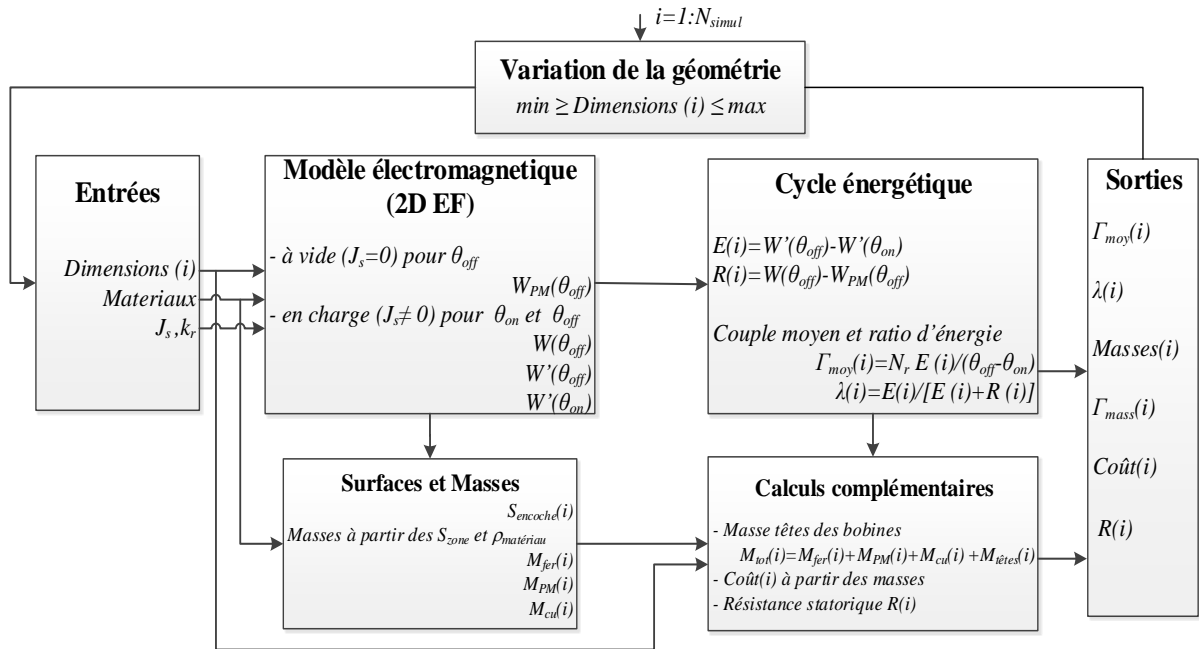 i=1:N_simul
Variation de la géométrie
min ≥ Dimensions (i) ≤ max
Entrées
Dimensions (i)
Materiaux
J_s,k_r
Modèle électromagnetique
(2D EF)
- à vide (J_s=0) pour θ_off
W_PM(θ_off)
- en charge (J_s≠ 0) pour θ_on et θ_off
W(θ_off)
W'(θ_off)
W'(θ_on)
Cycle énergétique
E(i)=W'(θ_off)-W'(θ_on)
R(i)=W(θ_off)-W_PM(θ_off)
Couple moyen et ratio d'énergie
Γ_moy(i)=N_r E (i)/(θ_off-θ_on)
λ(i)=E(i)/[E (i)+R (i)]
Surfaces et Masses
S_encoche(i)
Masses à partir des S_zone et ρ_matériau
M_fer(i)
M_PM(i)
M_cu(i)
Calculs complémentaires
- Masse têtes des bobines
M_tot(i)=M_fer(i)+M_PM(i)+M_cu(i) +M_têtes(i)
- Coût(i) à partir des masses
- Résistance statorique R(i)
Sorties
Γ_moy(i)
λ(i)
Masses(i)
Γ_mass(i)
Coût(i)
R(i)